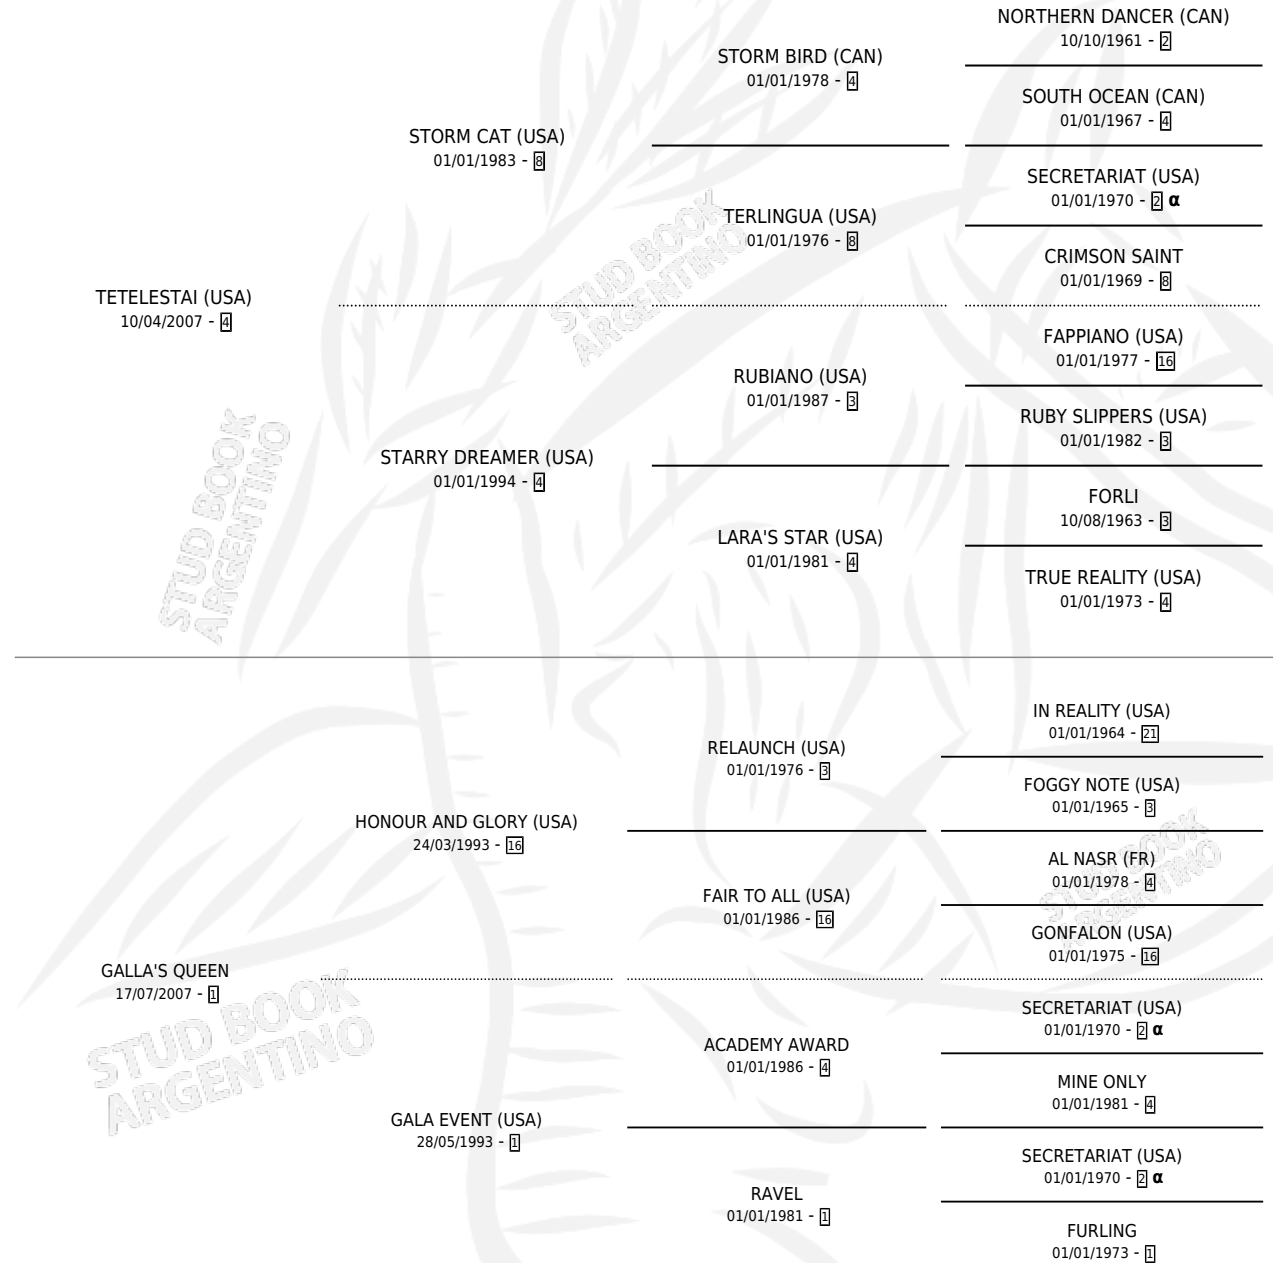 NORTHERN DANCER (CAN)
10/10/1961 - 2
STORM BIRD (CAN)
01/01/1978 - 4
SOUTH OCEAN (CAN)
01/01/1967 - 4
STORM CAT (USA)
01/01/1983 - 8
SECRETARIAT (USA)
01/01/1970 - 2 α
TERLINGUA (USA)
01/01/1976 - 8
CRIMSON SAINT
01/01/1969 - 8
TETELESTAI (USA)
10/04/2007 - 4
FAPPIANO (USA)
01/01/1977 - 16
RUBIANO (USA)
01/01/1987 - 3
RUBY SLIPPERS (USA)
01/01/1982 - 3
STARRY DREAMER (USA)
01/01/1994 - 4
FORLI
10/08/1963 - 3
LARA'S STAR (USA)
01/01/1981 - 4
TRUE REALITY (USA)
01/01/1973 - 4
IN REALITY (USA)
01/01/1964 - 21
RELAUNCH (USA)
01/01/1976 - 3
FOGGY NOTE (USA)
01/01/1965 - 3
HONOUR AND GLORY (USA)
24/03/1993 - 16
AL NASR (FR)
01/01/1978 - 4
FAIR TO ALL (USA)
01/01/1986 - 16
GONFALON (USA)
01/01/1975 - 16
GALLA'S QUEEN
17/07/2007 - 1
SECRETARIAT (USA)
01/01/1970 - 2 α
ACADEMY AWARD
01/01/1986 - 4
MINE ONLY
01/01/1981 - 4
GALA EVENT (USA)
28/05/1993 - 1
SECRETARIAT (USA)
01/01/1970 - 2 α
RAVEL
01/01/1981 - 1
FURLING
01/01/1973 - 1
STUD BOOK
ARGENTINO
STUD BOOK
ARGENTINO
STUD BOOK
ARGENTINO
STUD BOOK
ARGENTINO